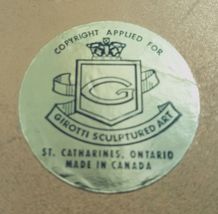 COPYRIGHT APPLIED FOR
G
GIROTTI SCULPTURED ART
ST. CATHARINES, ONTARIO
MADE IN CANADA